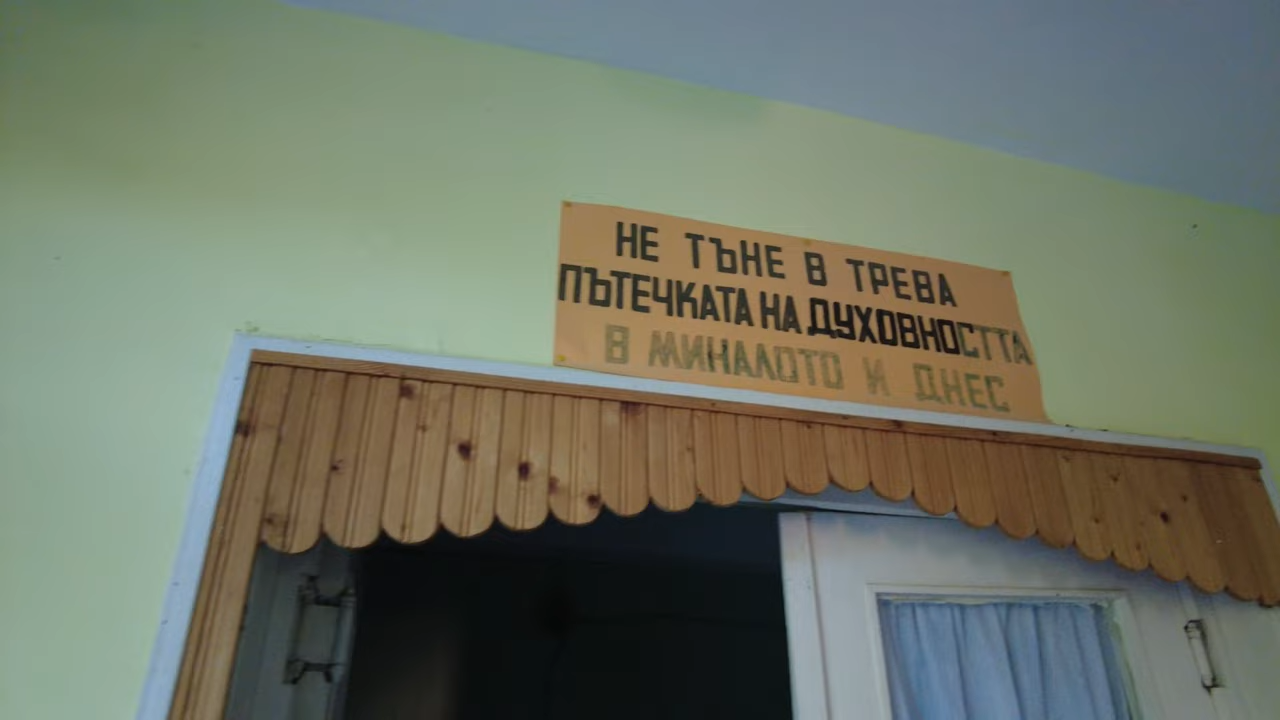 НЕ ТЪНЕ В ТРЕВА
ПЪТЕЧКАТА НА ДУХОВНОСТТА
В МИНАЛОТО И ДНЕС